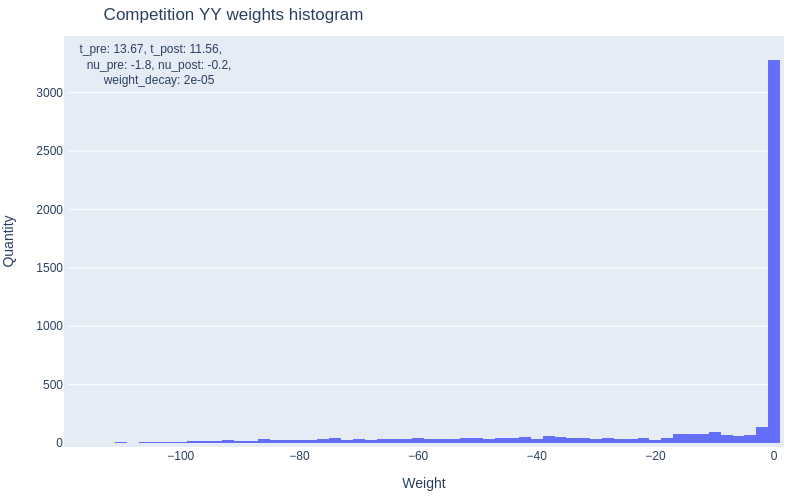 Competition YY weights histogram
t_pre: 13.67, t_post: 11.56,
nu_pre: -1.8, nu_post: -0.2,
weight_decay: 2e-05
3000
2500
2000
1500
1000
500
0
−100
−80
−60
−40
−20
0
Quantity
Weight